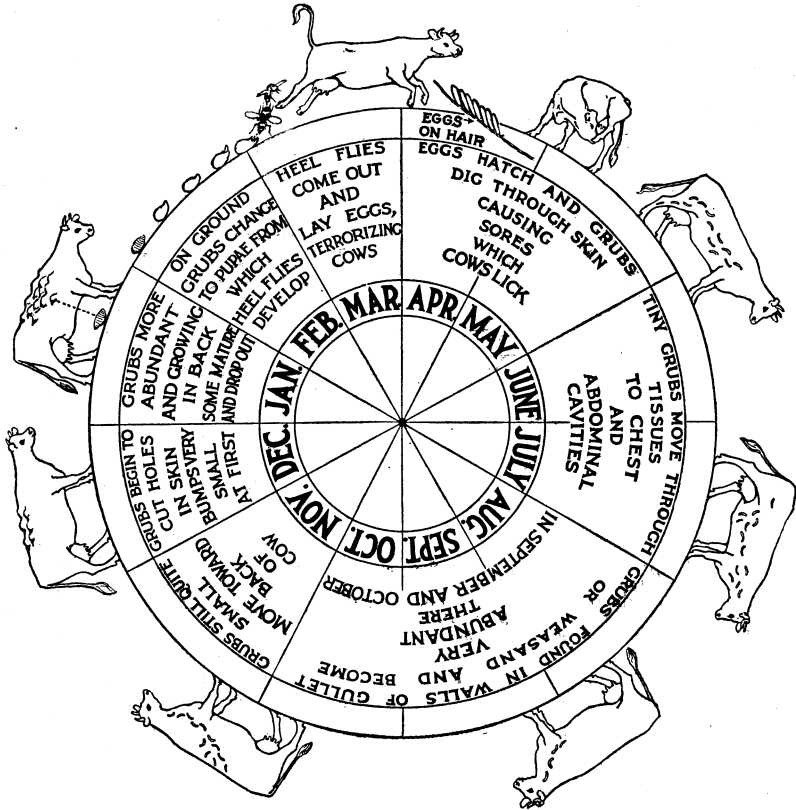 EGGS→
ON HAIR
EGGS HATCH AND GRUBS
DIG THROUGH SKIN
CAUSING
SORES
WHICH
COWS LICK
TINY GRUBS MOVE THROUGH
TISSUES
TO CHEST
AND
ABDOMINAL
CAVITIES
GRUBS FOUND IN WALLS OF GULLET
OR WEASAND AND BECOME
VERY
ABUNDANT
THERE
IN SEPTEMBER AND OCTOBER
GRUBS STILL QUITE
SMALL
MOVE TOWARD
BACK
OF
COW
GRUBS BEGIN TO
CUT HOLES
IN SKIN
BUMPS VERY
SMALL
AT FIRST
GRUBS MORE
ABUNDANT
AND GROWING
IN BACK
SOME MATURE
AND DROP OUT
ON GROUND
GRUBS CHANGE
TO PUPAE FROM
WHICH
HEEL FLIES
DEVELOP
HEEL FLIES
COME OUT
AND
LAY EGGS,
TERRORIZING
COWS
JAN.
FEB.
MAR.
APR.
MAY
JUNE
JULY
AUG.
SEPT.
OCT.
NOV.
DEC.